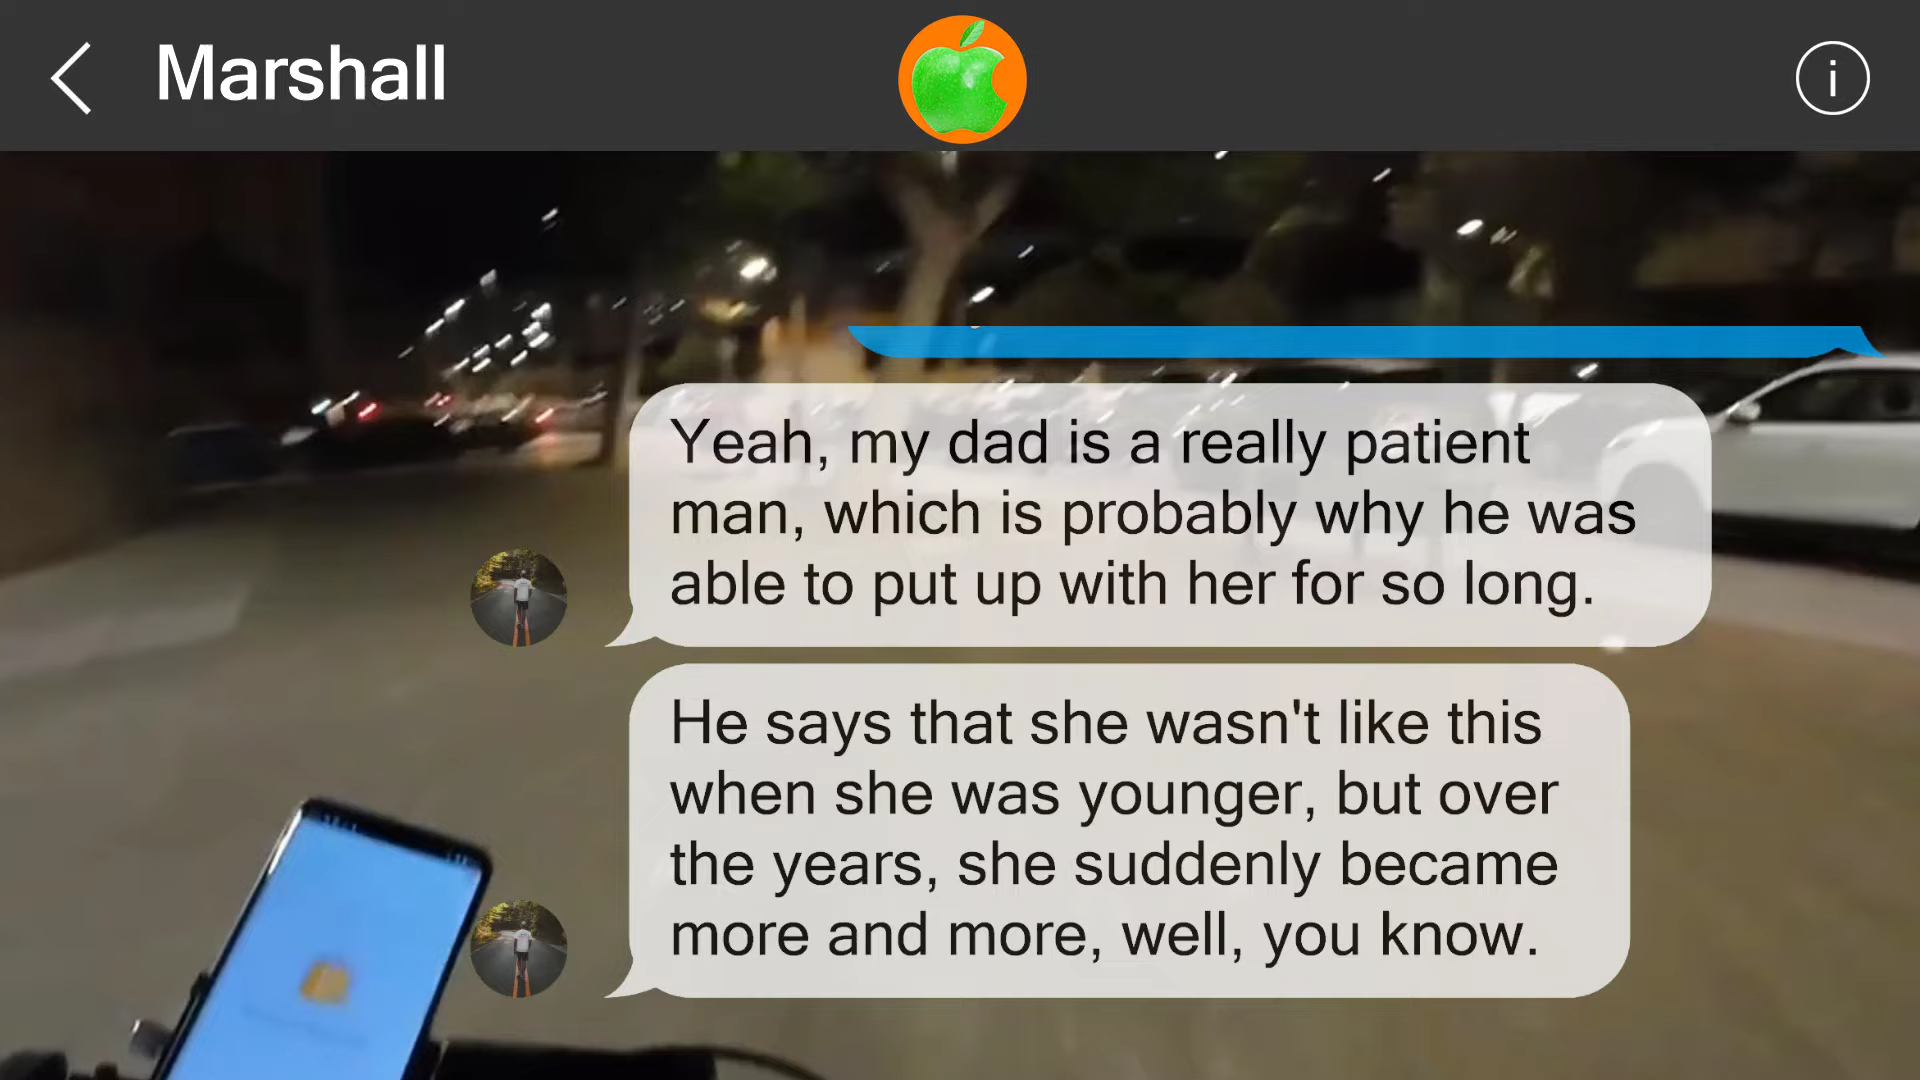 Marshall
Yeah, my dad is a really patient
man, which is probably why he was
able to put up with her for so long.
He says that she wasn't like this
when she was younger, but over
the years, she suddenly became
more and more, well, you know.